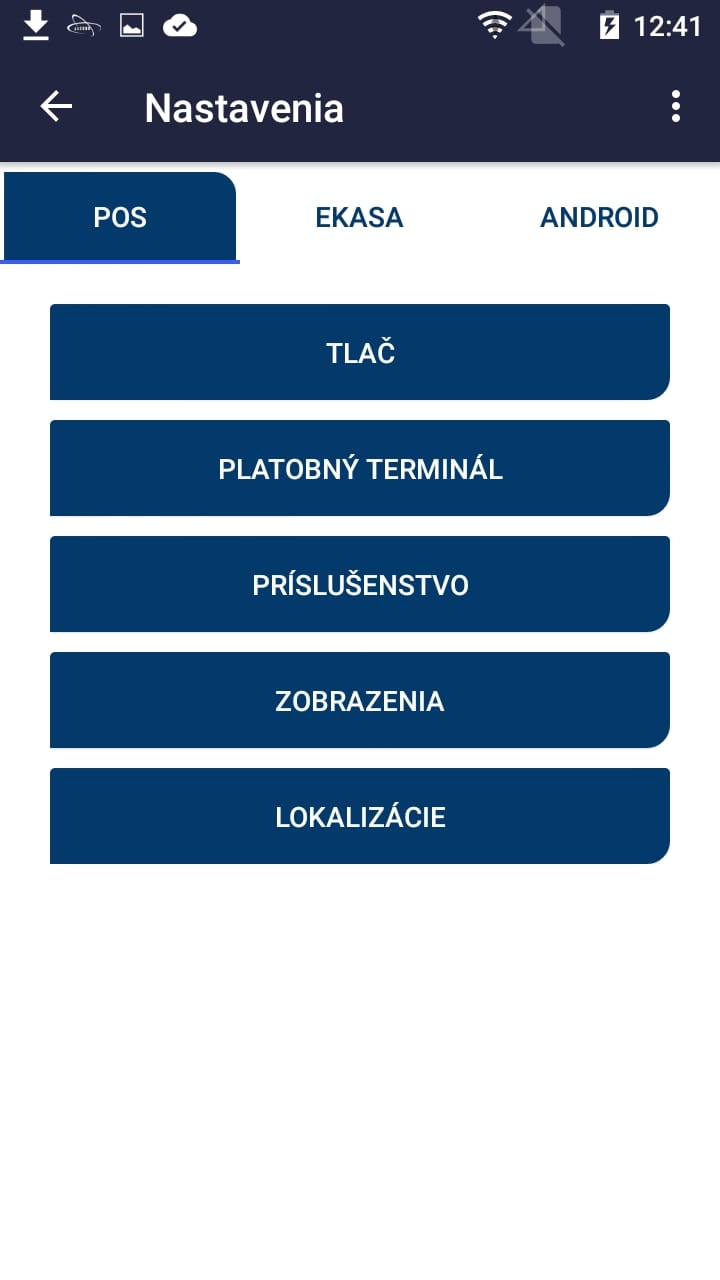 12:41
Nastavenia
POS EKASA ANDROID
TLAČ
PLATOBNÝ TERMINÁL
PRÍSLUŠENSTVO
ZOBRAZENIA
LOKALIZÁCIE